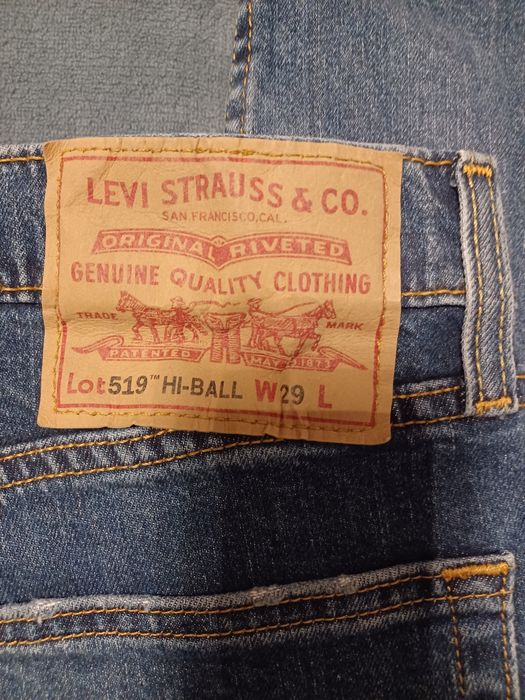 LEVI STRAUSS & CO.
SAN FRANCISCO, CAL.
ORIGINAL RIVETED
GENUINE QUALITY CLOTHING
TRADE MARK
PATENTED MAY 1873
Lot 519™ HI-BALL W 29 L